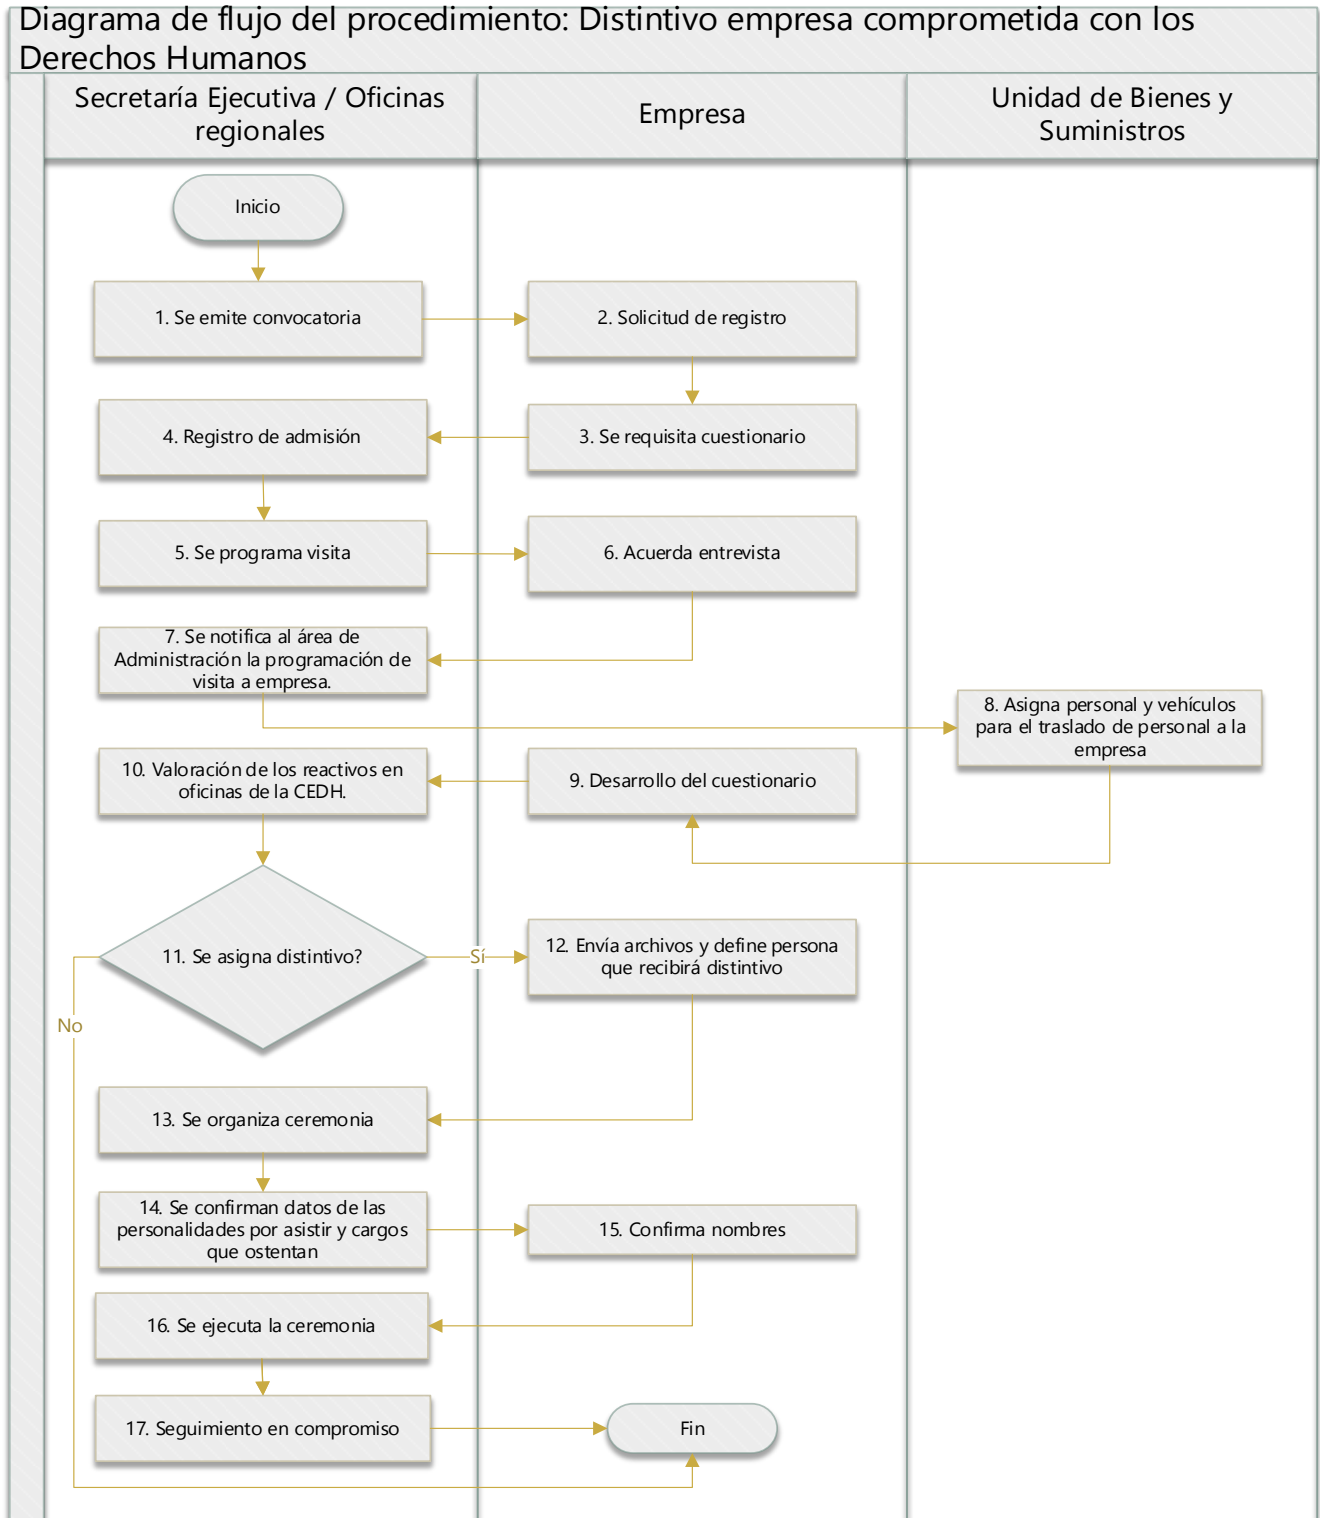 Diagrama de flujo del procedimiento: Distintivo empresa comprometida con los
Derechos Humanos
Secretaría Ejecutiva / Oficinas
regionales
Empresa
Unidad de Bienes y
Suministros
Inicio
1. Se emite convocatoria
2. Solicitud de registro
3. Se requisita cuestionario
4. Registro de admisión
5. Se programa visita
6. Acuerda entrevista
7. Se notifica al área de
Administración la programación de
visita a empresa.
8. Asigna personal y vehículos
para el traslado de personal a la
empresa
9. Desarrollo del cuestionario
10. Valoración de los reactivos en
oficinas de la CEDH.
11. Se asigna distintivo?
Sí
No
12. Envía archivos y define persona
que recibirá distintivo
13. Se organiza ceremonia
14. Se confirman datos de las
personalidades por asistir y cargos
que ostentan
15. Confirma nombres
16. Se ejecuta la ceremonia
17. Seguimiento en compromiso
Fin